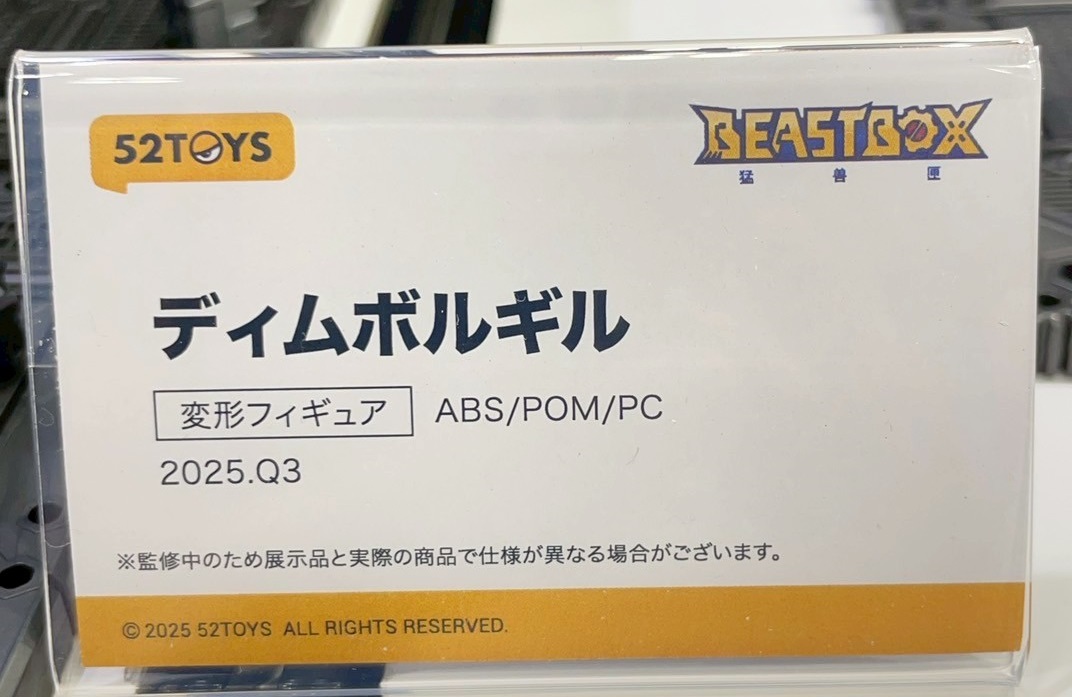 52TOYS
BEASTBOX
猛兽匣
ディムボルギル
変形フィギュア ABS/POM/PC
2025.Q3
※監修中のため展示品と実際の商品で仕様が異なる場合がございます。
© 2025 52TOYS ALL RIGHTS RESERVED.